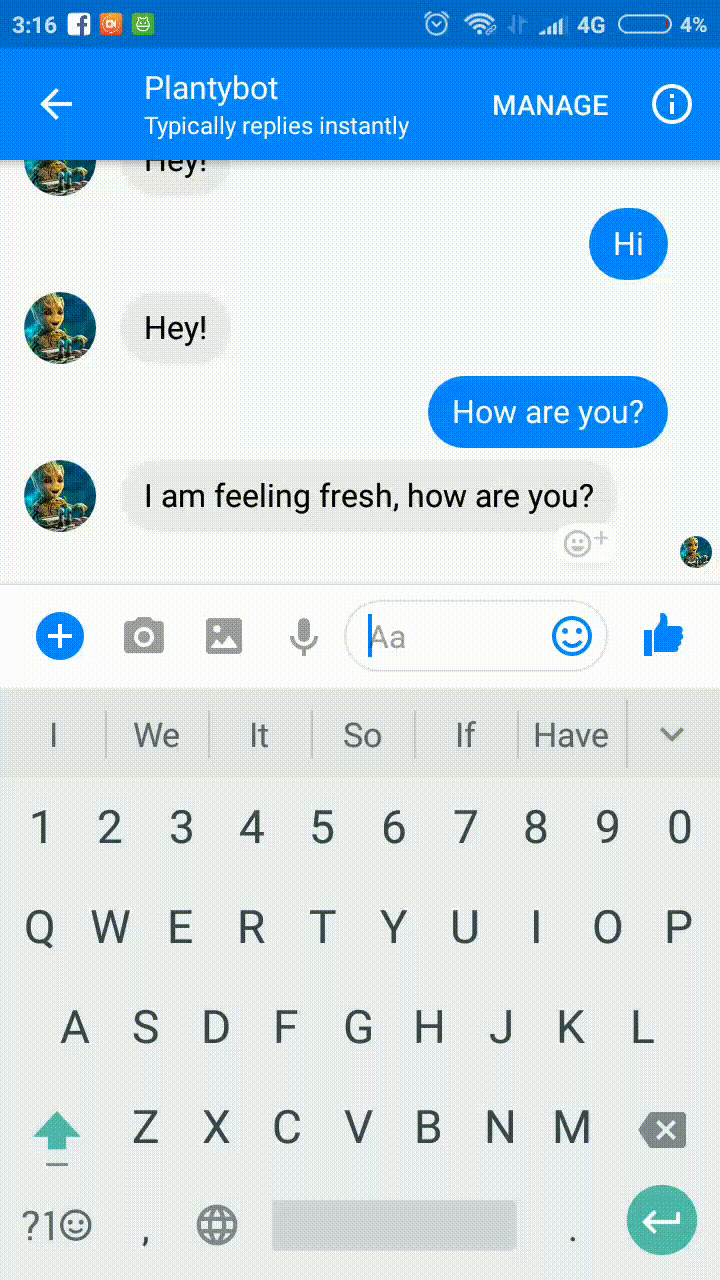 3:16 4G 4%
Plantybot
Typically replies instantly
MANAGE
Hey!
Hi
Hey!
How are you?
I am feeling fresh, how are you?
Aa
I We It So If Have
1 2 3 4 5 6 7 8 9 0
Q W E R T Y U I O P
A S D F G H J K L
Z X C V B N M
?1 , .